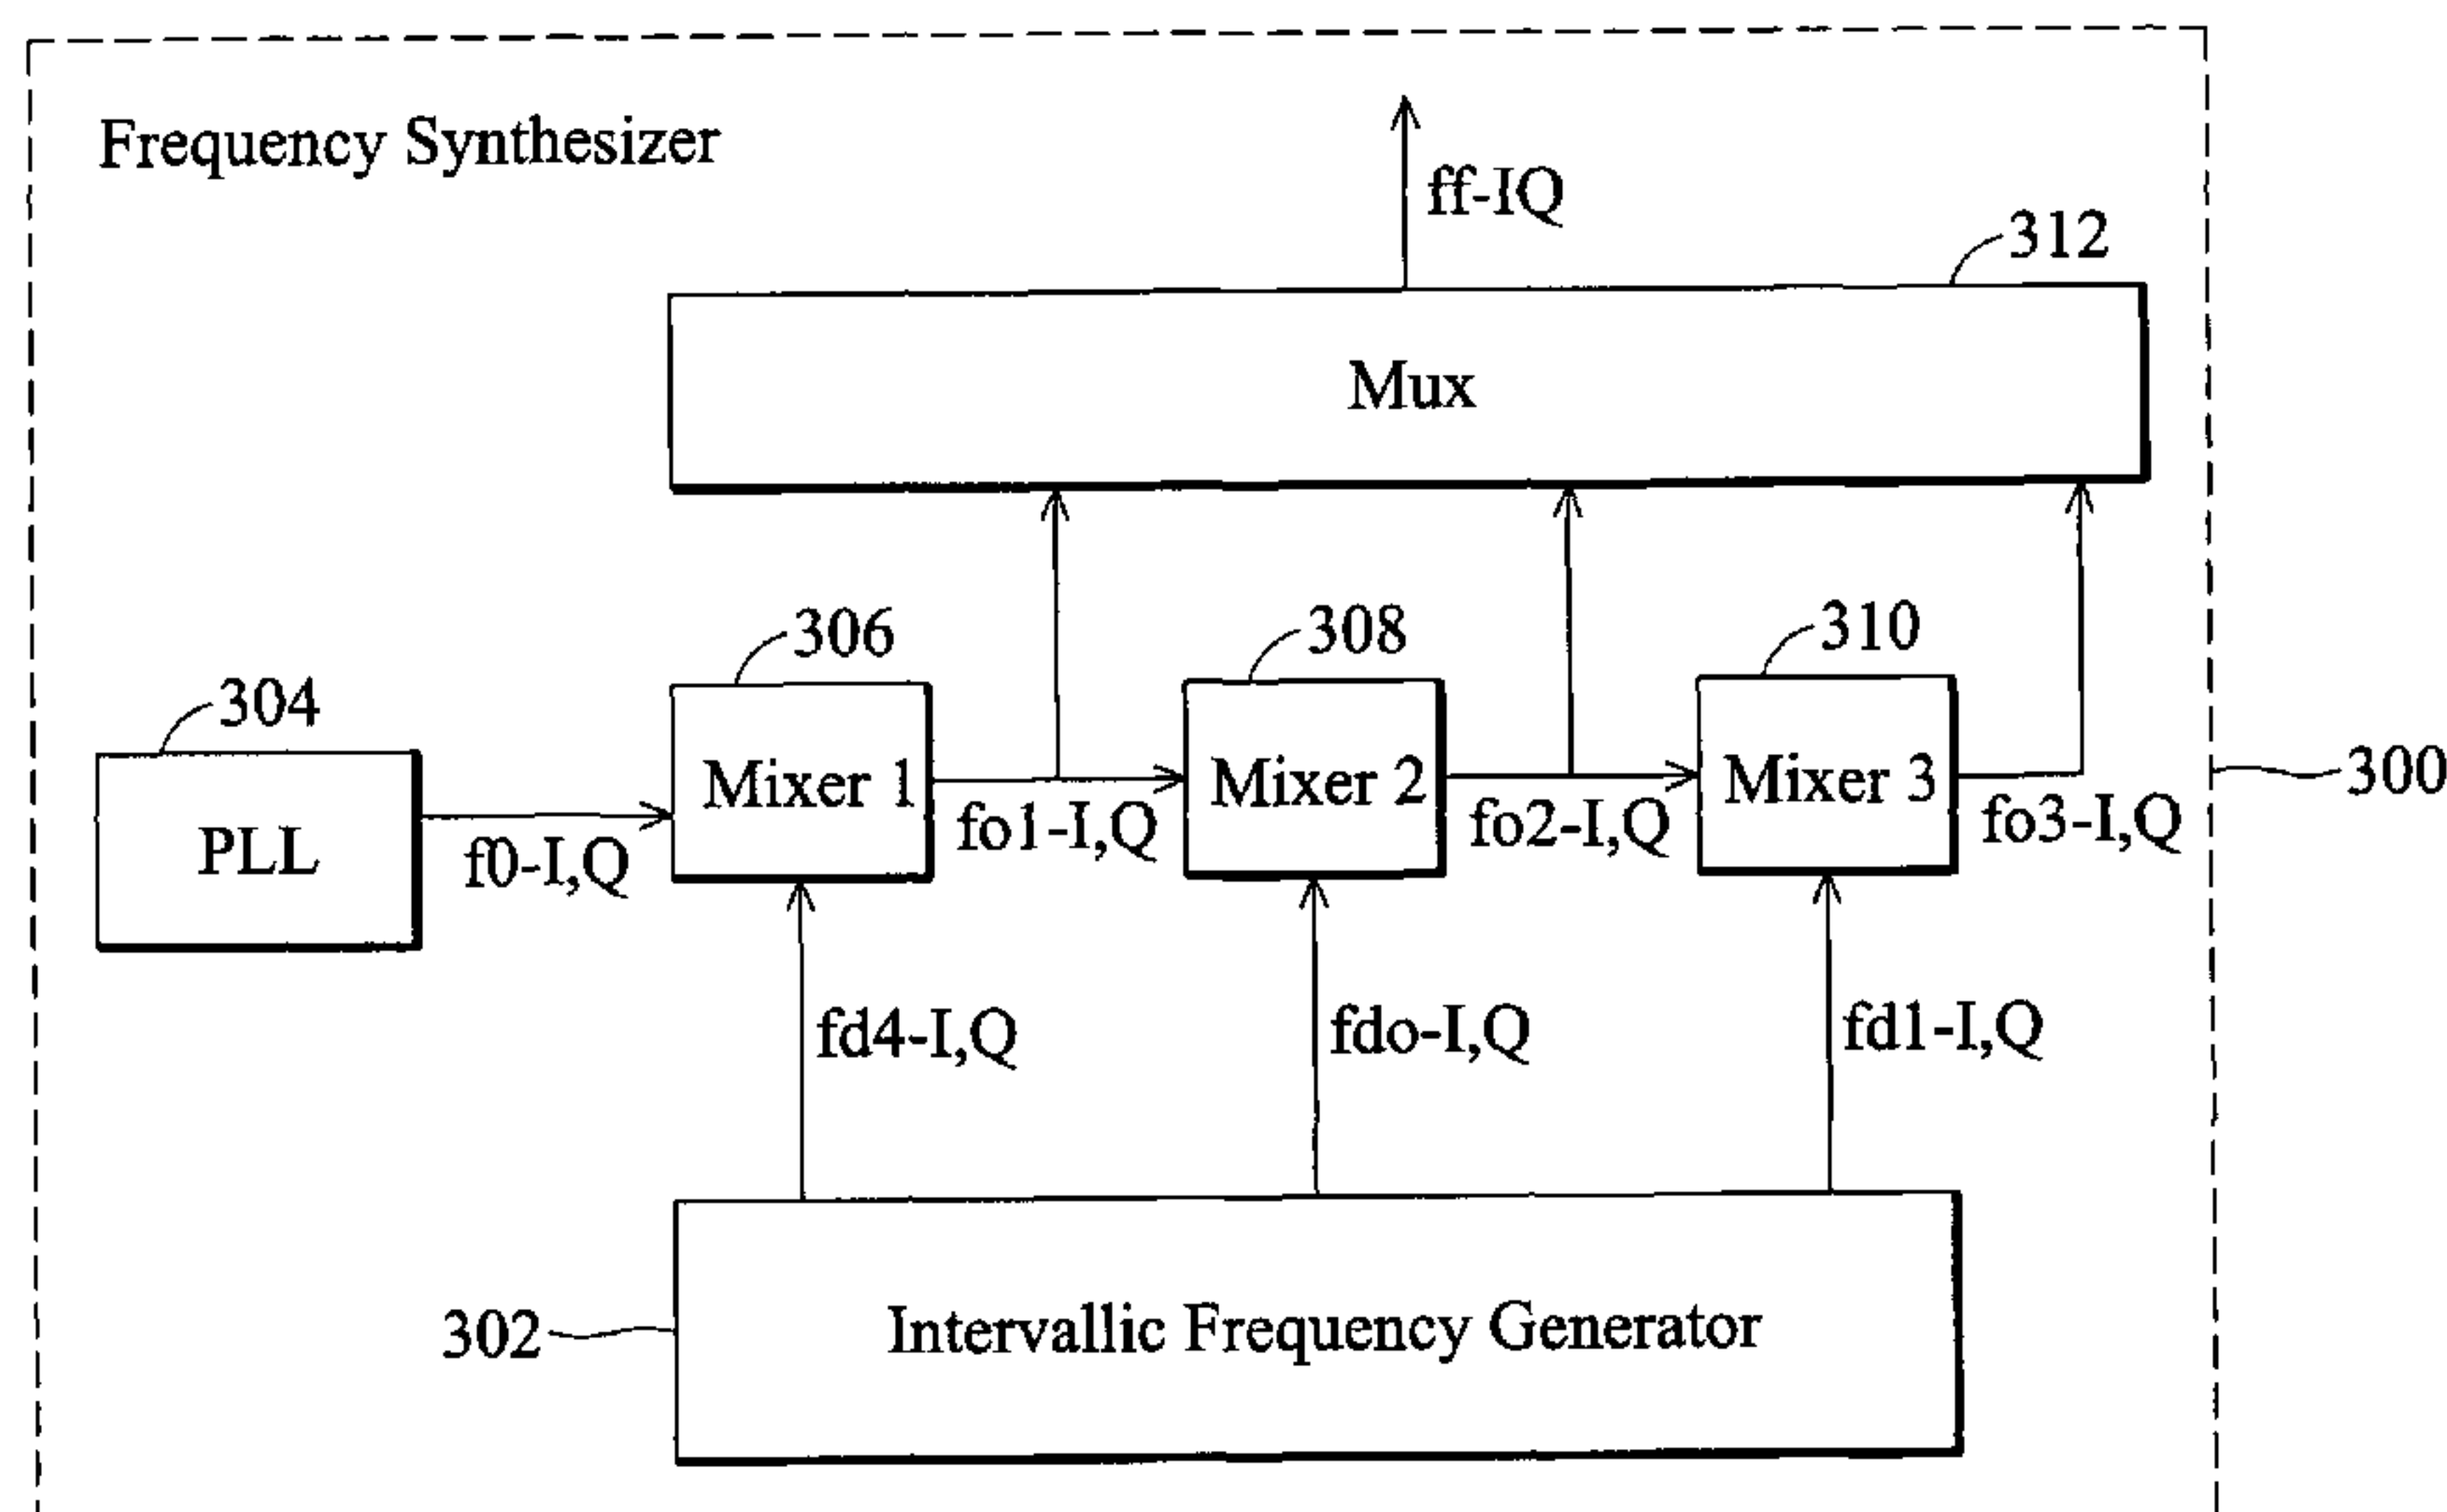 Frequency Synthesizer
ff-IQ
312
Mux
304
306
308
310
PLL
Mixer 1
Mixer 2
Mixer 3
300
f0-I,Q
fo1-I,Q
fo2-I,Q
fo3-I,Q
fd4-I,Q
fdo-I,Q
fd1-I,Q
302
Intervallic Frequency Generator